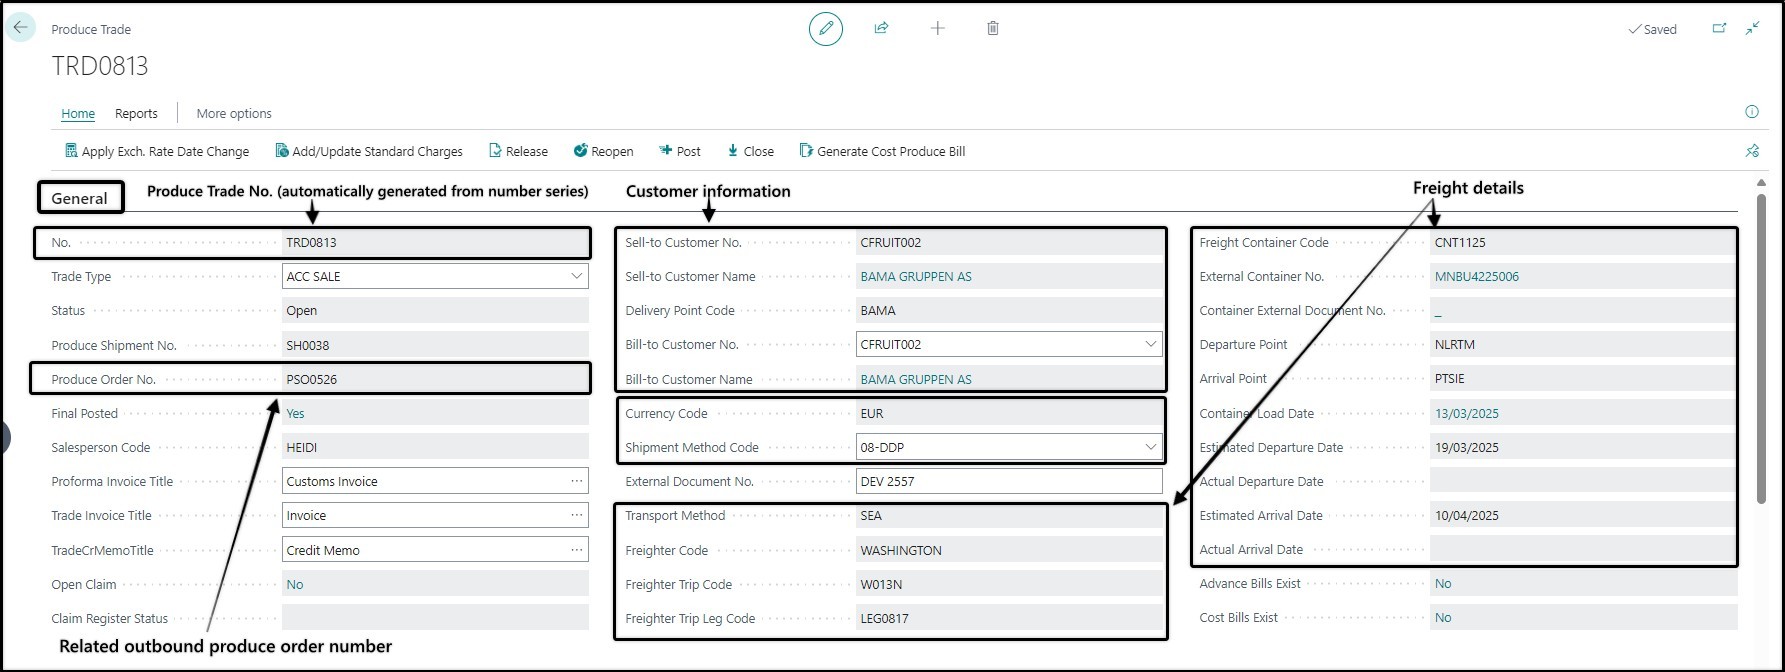 Produce Trade
Saved
TRD0813
Home Reports More options
Apply Exch. Rate Date Change Add/Update Standard Charges Release Reopen Post Close Generate Cost Produce Bill
General
Produce Trade No. (automatically generated from number series)
Customer information
Freight details
No. TRD0813
Trade Type ACC SALE
Status Open
Produce Shipment No. SH0038
Produce Order No. PSO0526
Final Posted Yes
Salesperson Code HEIDI
Proforma Invoice Title Customs Invoice ...
Trade Invoice Title Invoice ...
TradeCrMemoTitle Credit Memo ...
Open Claim No
Claim Register Status
Related outbound produce order number
Sell-to Customer No. CFRUIT002
Sell-to Customer Name BAMA GRUPPEN AS
Delivery Point Code BAMA
Bill-to Customer No. CFRUIT002
Bill-to Customer Name BAMA GRUPPEN AS
Currency Code EUR
Shipment Method Code 08-DDP
External Document No. DEV 2557
Transport Method SEA
Freighter Code WASHINGTON
Freighter Trip Code W013N
Freighter Trip Leg Code LEG0817
Freight Container Code CNT1125
External Container No. MNBU4225006
Container External Document No. _
Departure Point NLRTM
Arrival Point PTSIE
Container Load Date 13/03/2025
Estimated Departure Date 19/03/2025
Actual Departure Date
Estimated Arrival Date 10/04/2025
Actual Arrival Date
Advance Bills Exist No
Cost Bills Exist No